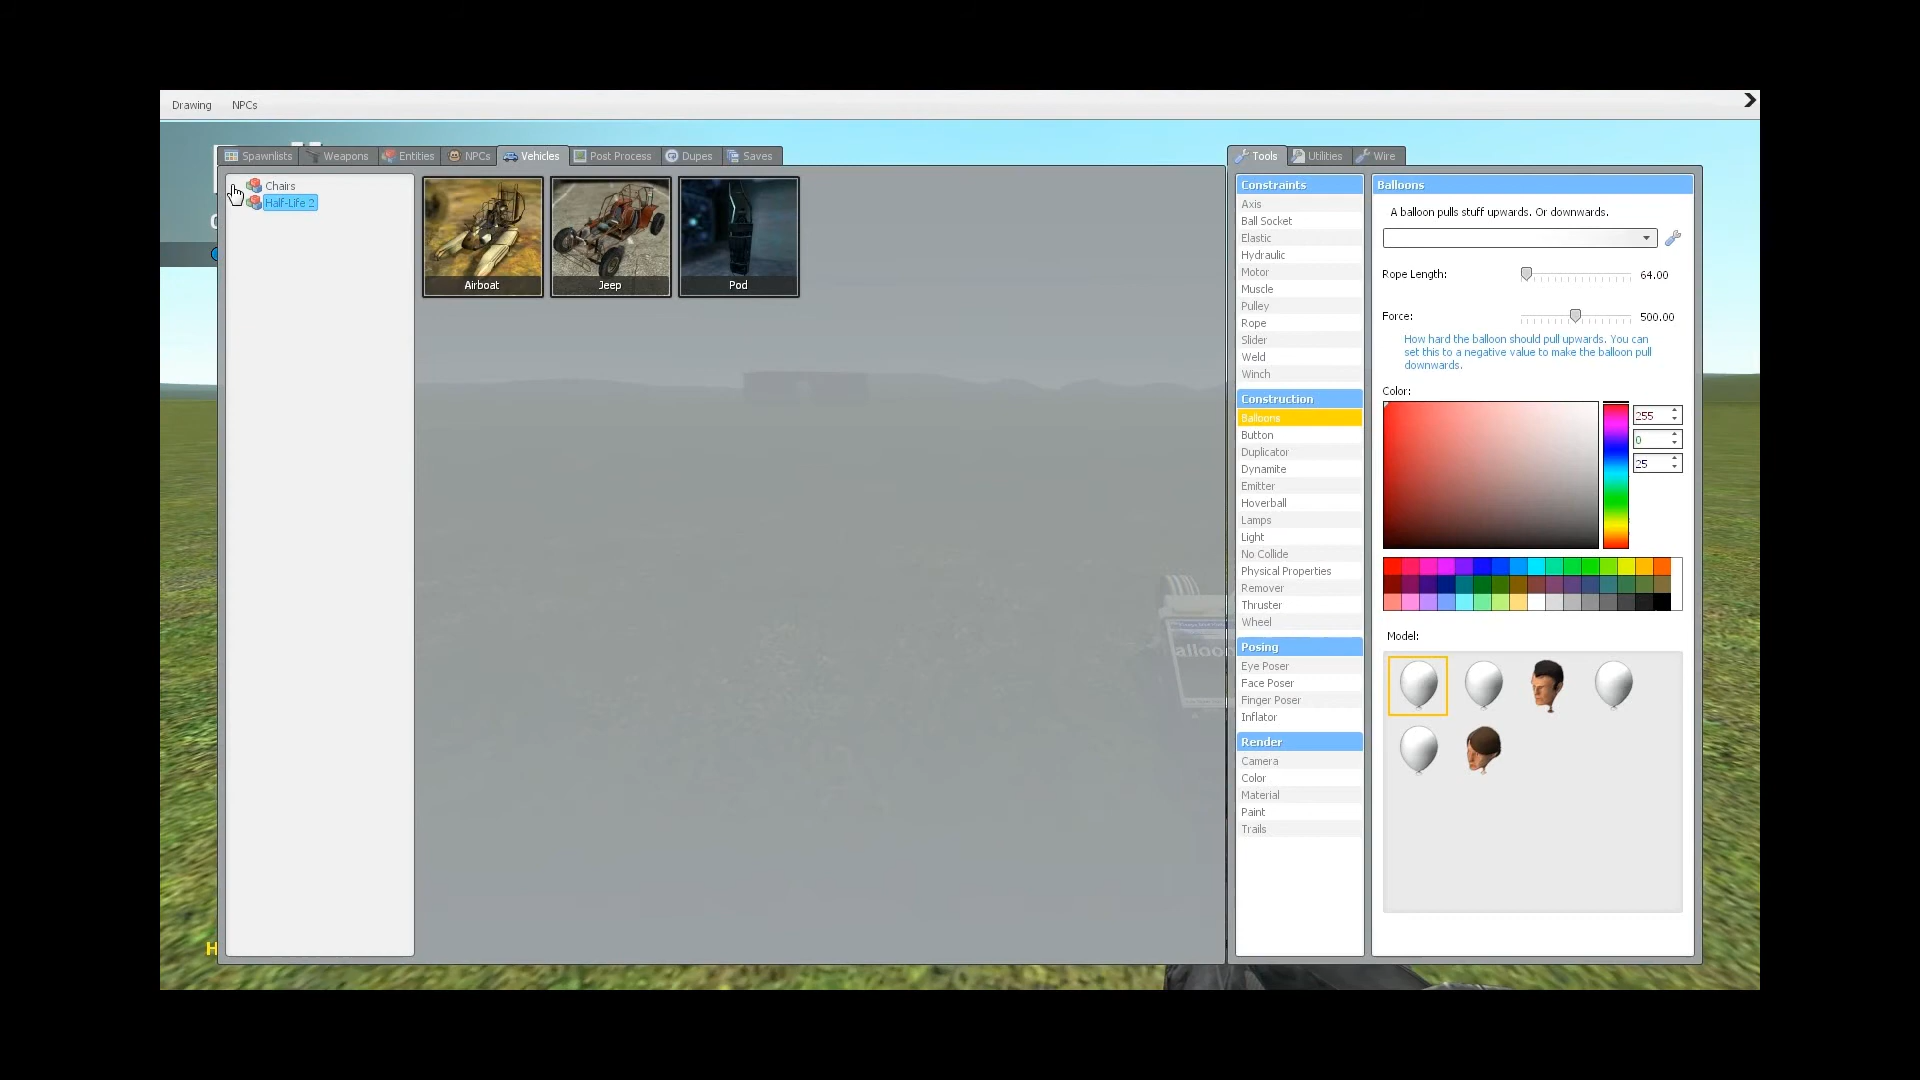 Drawing NPCs
Spawnlists Weapons Entities NPCs Vehicles Post Process Dupes Saves
Tools Utilities Wire
Chairs
Half-Life 2
Airboat Jeep Pod
Constraints
Axis
Ball Socket
Elastic
Hydraulic
Motor
Muscle
Pulley
Rope
Slider
Weld
Winch
Construction
Balloons
Button
Duplicator
Dynamite
Emitter
Hoverball
Lamps
Light
No Collide
Physical Properties
Remover
Thruster
Wheel
Posing
Eye Poser
Face Poser
Finger Poser
Inflator
Render
Camera
Color
Material
Paint
Trails
Balloons
A balloon pulls stuff upwards. Or downwards.
Rope Length: 64.00
Force: 500.00
How hard the balloon should pull upwards. You can
set this to a negative value to make the balloon pull
downwards.
Color:
255
0
25
Model:
alloon
H